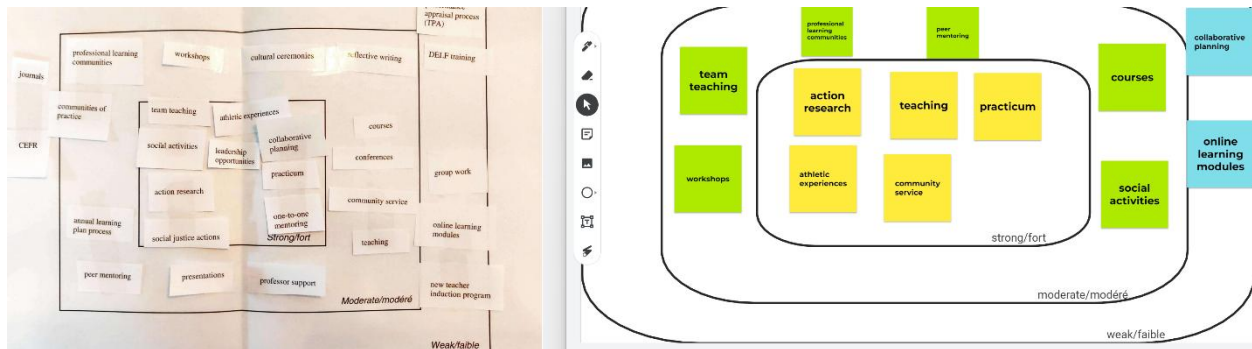 appraisal process
(TPA)
professional learning
communities
workshops
cultural ceremonies
reflective writing
DELF training
journals
communities of
practice
team teaching
athletic experiences
courses
CEFR
social activities
leadership
opportunities
collaborative
planning
conferences
practicum
group work
action research
community service
annual learning
plan process
one-to-one
mentoring
social justice actions
Strong/fort
teaching
online learning
modules
peer mentoring
presentations
professor support
new teacher
induction program
Moderate/modéré
Weak/faible
professional
learning
communities
peer
mentoring
collaborative
planning
team
teaching
action
research
teaching
practicum
courses
online
learning
modules
workshops
athletic
experiences
community
service
social
activities
strong/fort
moderate/modéré
weak/faible